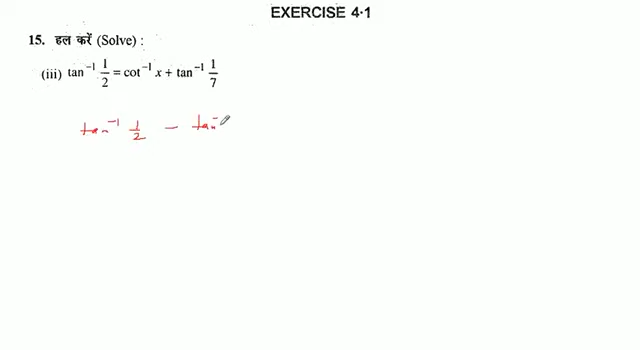 EXERCISE 4·1
15. हल करें (Solve) :
(iii) tan⁻¹ 1/2 = cot⁻¹ x + tan⁻¹ 1/7
tan⁻¹ 1/2 – tan⁻